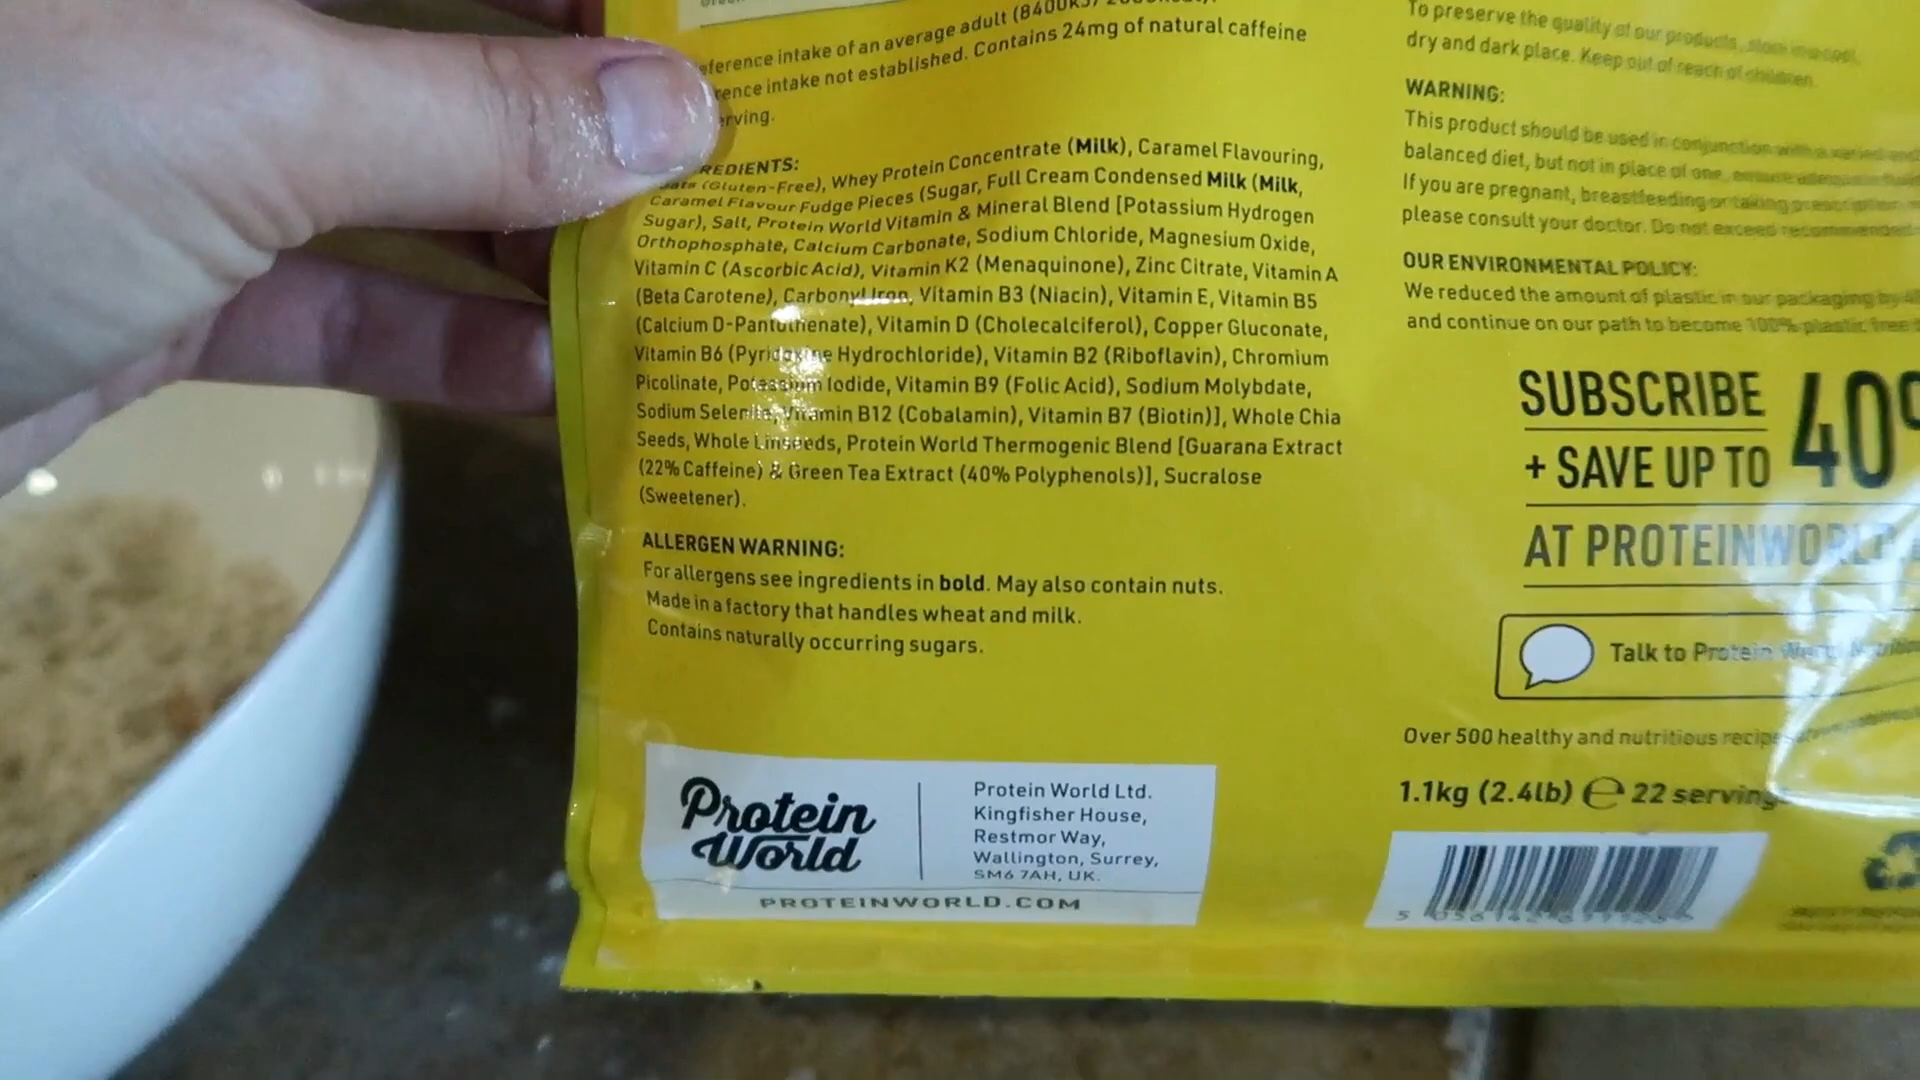 erence intake of an average adult (8400kJ/
rence intake not established. Contains 24mg of natural caffeine
erving.
REDIENTS:
Oats (Gluten-Free), Whey Protein Concentrate (Milk), Caramel Flavouring,
Caramel Flavour Fudge Pieces (Sugar, Full Cream Condensed Milk (Milk,
Sugar), Salt, Protein World Vitamin & Mineral Blend [Potassium Hydrogen
Orthophosphate, Calcium Carbonate, Sodium Chloride, Magnesium Oxide,
Vitamin C (Ascorbic Acid), Vitamin K2 (Menaquinone), Zinc Citrate, Vitamin A
(Beta Carotene), Carbonyl Iron, Vitamin B3 (Niacin), Vitamin E, Vitamin B5
(Calcium D-Pantothenate), Vitamin D (Cholecalciferol), Copper Gluconate,
Vitamin B6 (Pyridoxine Hydrochloride), Vitamin B2 (Riboflavin), Chromium
Picolinate, Potassium Iodide, Vitamin B9 (Folic Acid), Sodium Molybdate,
Sodium Selenite, Vitamin B12 (Cobalamin), Vitamin B7 (Biotin)], Whole Chia
Seeds, Whole Linseeds, Protein World Thermogenic Blend [Guarana Extract
(22% Caffeine) & Green Tea Extract (40% Polyphenols)], Sucralose
(Sweetener).
ALLERGEN WARNING:
For allergens see ingredients in bold. May also contain nuts.
Made in a factory that handles wheat and milk.
Contains naturally occurring sugars.
Protein
World
Protein World Ltd.
Kingfisher House,
Restmor Way,
Wallington, Surrey,
SM6 7AH, UK.
PROTEINWORLD.COM
To preserve the quality of our products, store in a cool,
dry and dark place. Keep out of reach of children.
WARNING:
This product should be used in conjunction with a varied and
balanced diet, but not in place of one,
If you are pregnant, breastfeeding or taking prescription
please consult your doctor. Do not exceed recommended
OUR ENVIRONMENTAL POLICY:
We reduced the amount of plastic in our packaging by
and continue on our path to become 100% plastic free
SUBSCRIBE
+ SAVE UP TO
40
AT PROTEINWORLD
Talk to Protein World
Over 500 healthy and nutritious recipes
1.1kg (2.4lb) e 22 servings